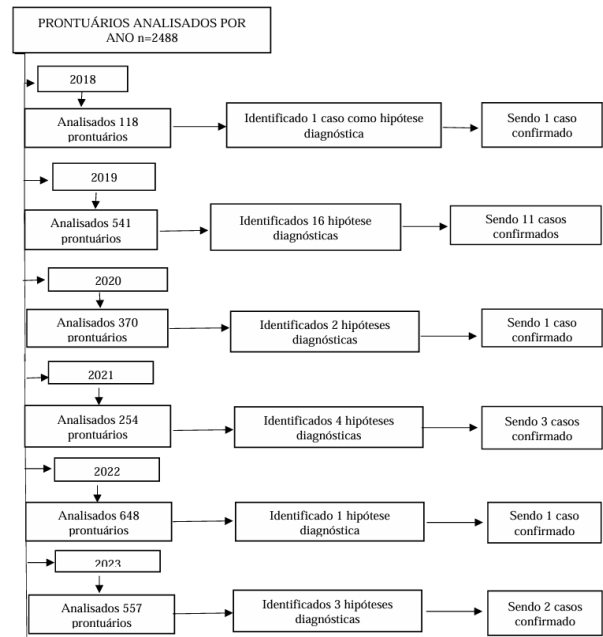 PRONTUÁRIOS ANALISADOS POR
ANO n=2488
2018
Analisados 118
prontuários
Identificado 1 caso como hipótese
diagnóstica
Sendo 1 caso
confirmado
2019
Analisados 541
prontuários
Identificados 16 hipótese
diagnósticas
Sendo 11 casos
confirmados
2020
Analisados 370
prontuários
Identificados 2 hipóteses
diagnósticas
Sendo 1 caso
confirmado
2021
Analisados 254
prontuários
Identificados 4 hipóteses
diagnósticas
Sendo 3 casos
confirmado
2022
Analisados 648
prontuários
Identificado 1 hipótese
diagnóstica
Sendo 1 caso
confirmado
2023
Analisados 557
prontuários
Identificados 3 hipóteses
diagnósticas
Sendo 2 casos
confirmado